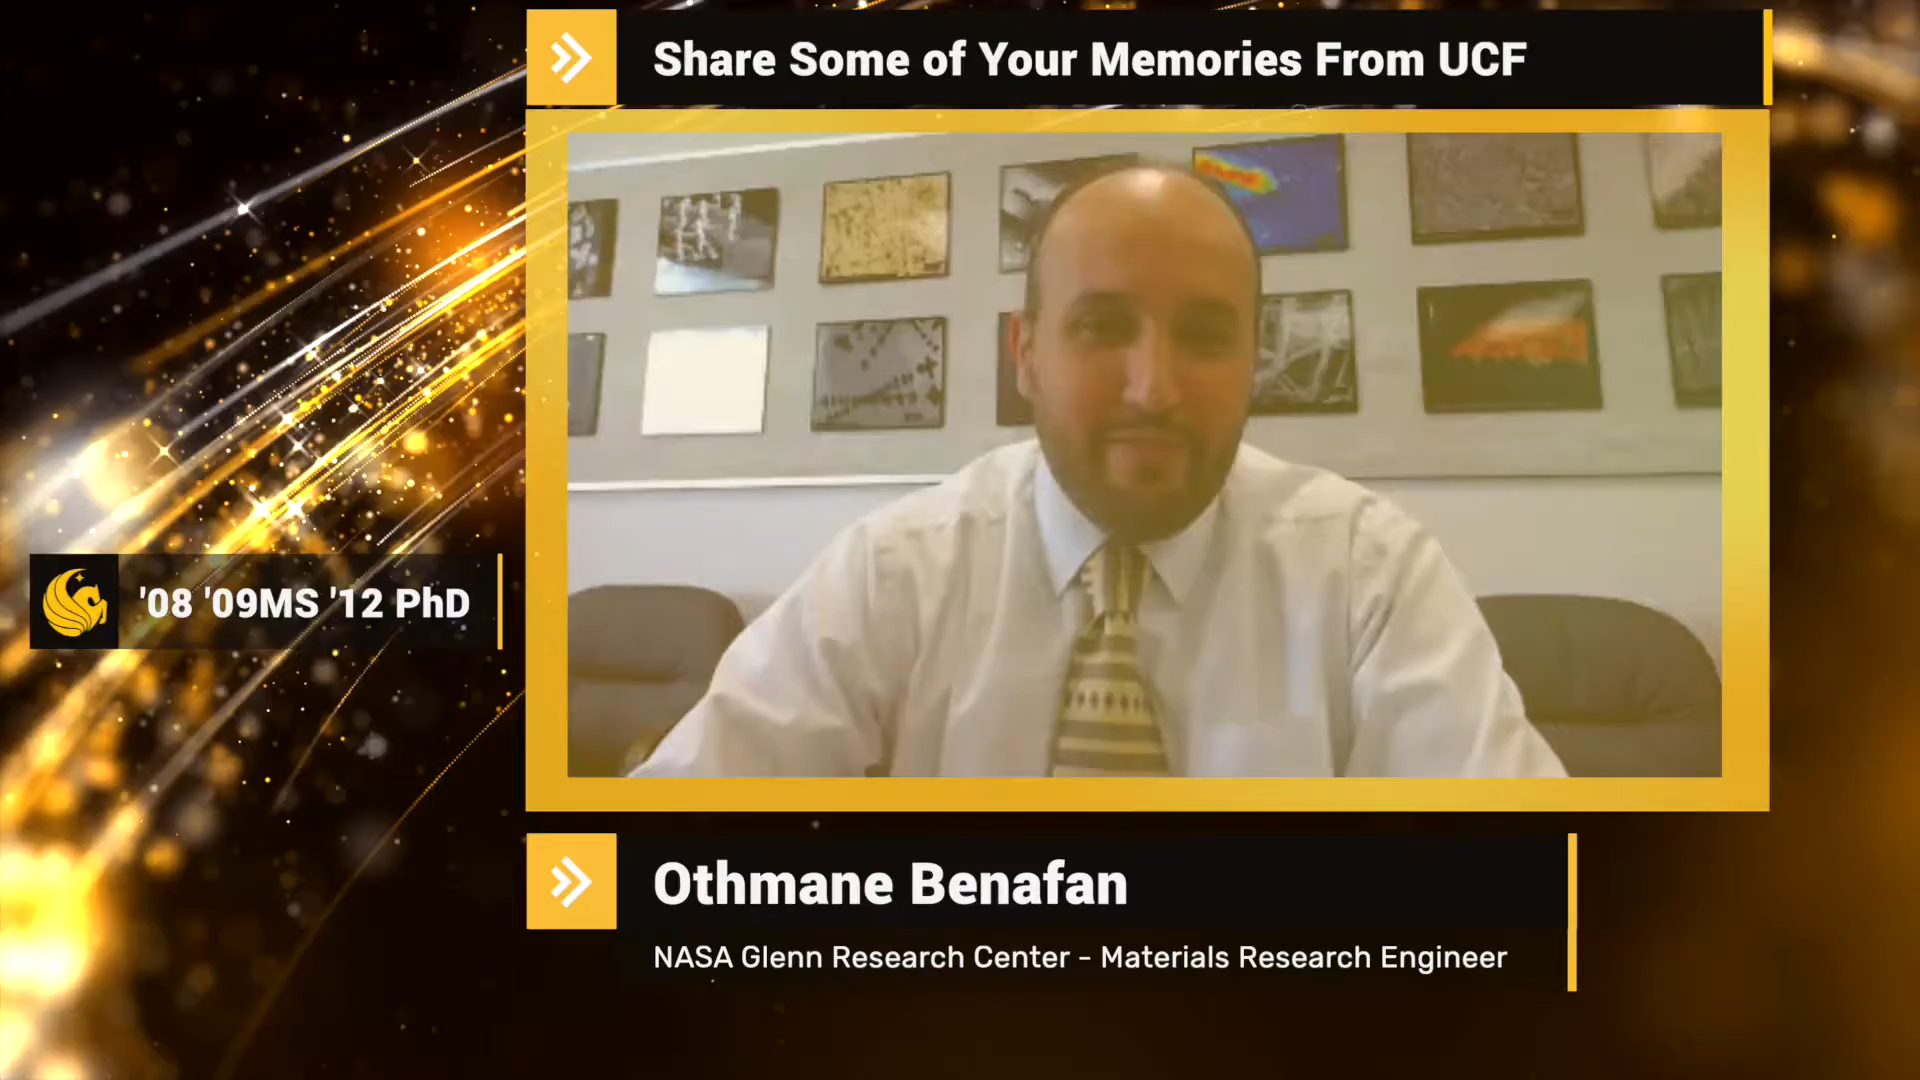 Share Some of Your Memories From UCF
'08 '09MS '12 PhD
Othmane Benafan
NASA Glenn Research Center - Materials Research Engineer